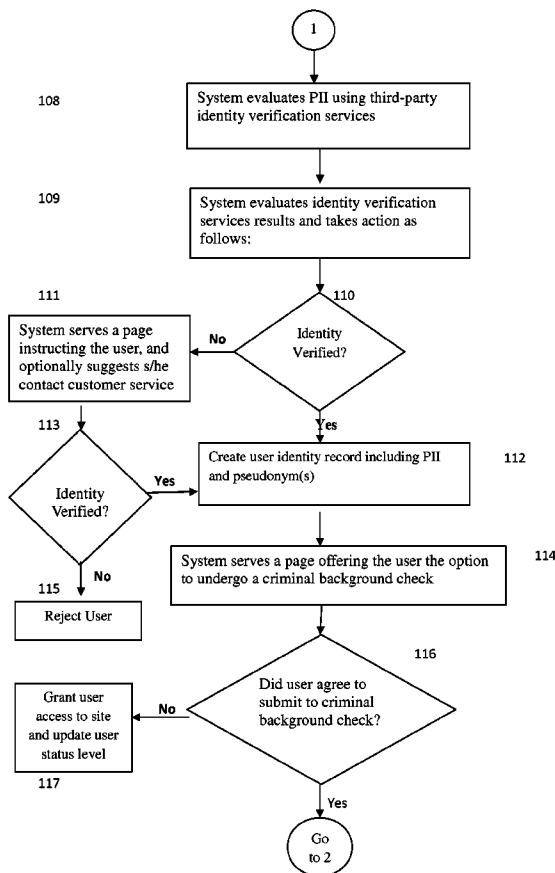 1
108
System evaluates PII using third-party
identity verification services
109
System evaluates identity verification
services results and takes action as
follows:
111
110
System serves a page
instructing the user, and
optionally suggests s/he
contact customer service
No
Identity
Verified?
113
Yes
Create user identity record including PII
and pseudonym(s)
112
Identity
Verified?
Yes
System serves a page offering the user the option
to undergo a criminal background check
114
No
115
Reject User
116
Did user agree to
submit to criminal
background check?
No
Grant user
access to site
and update user
status level
117
Yes
Go
to 2